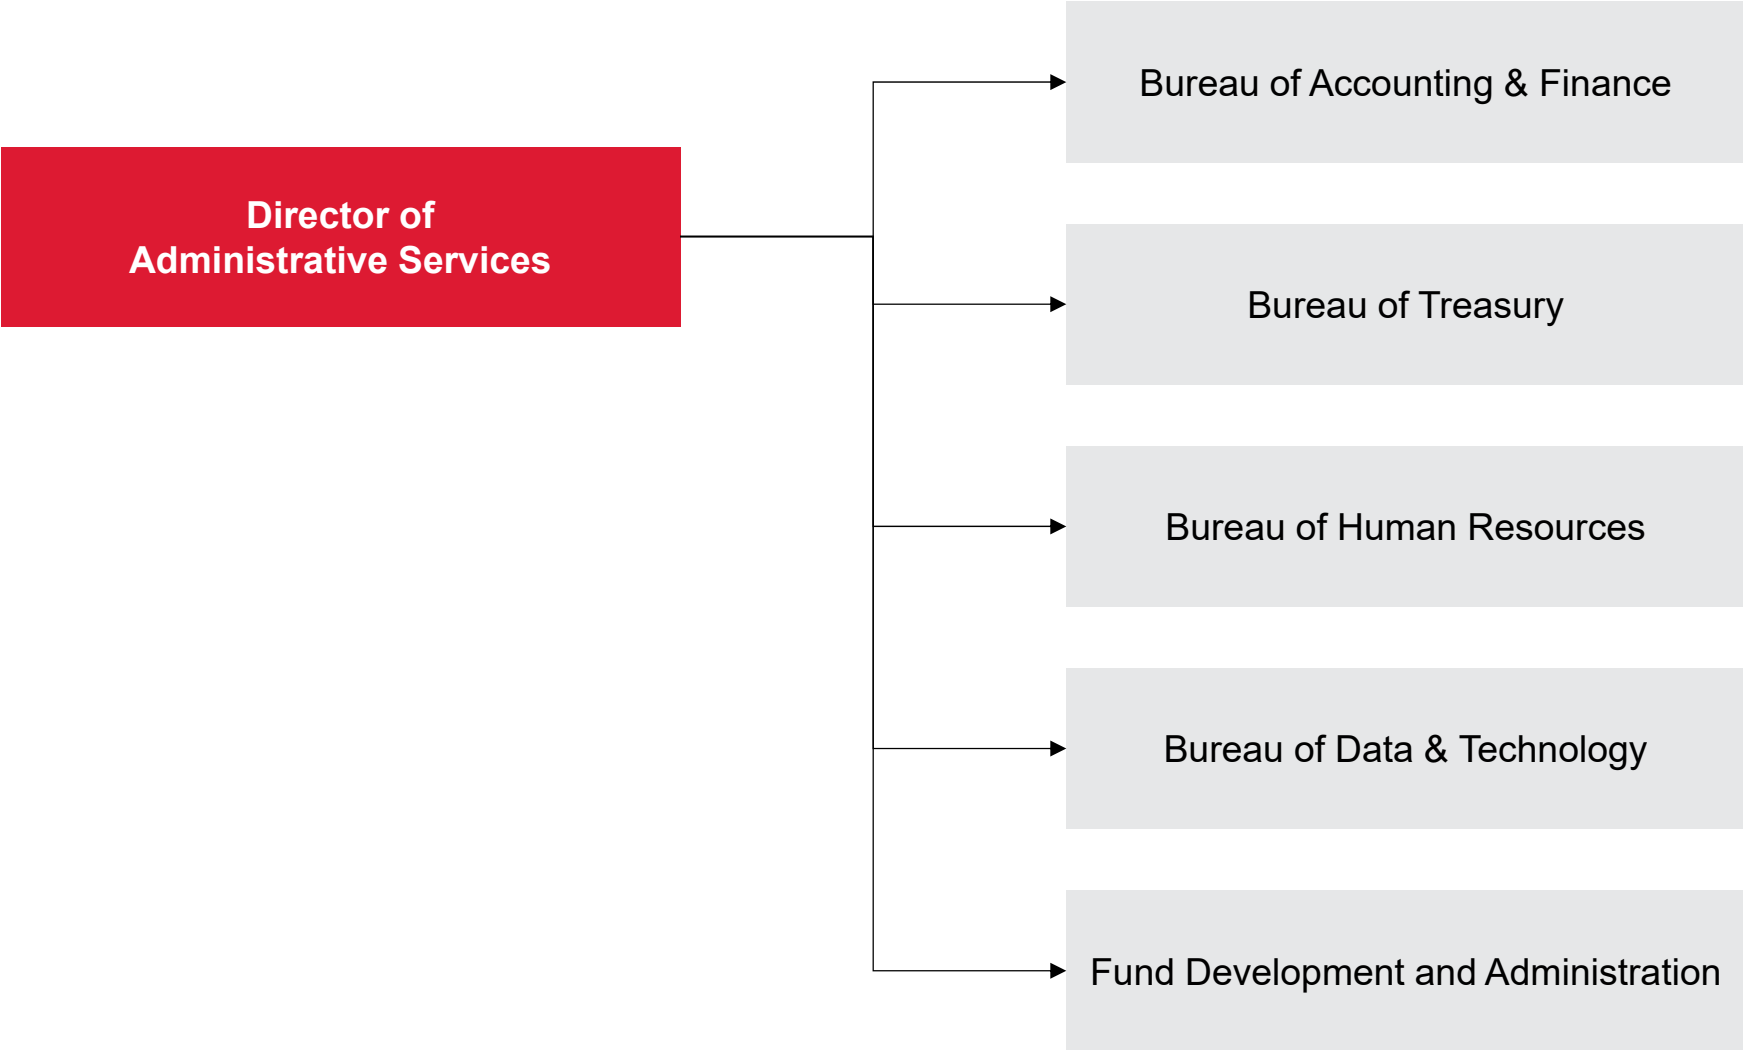 Director of
Administrative Services
Bureau of Accounting & Finance
Bureau of Treasury
Bureau of Human Resources
Bureau of Data & Technology
Fund Development and Administration